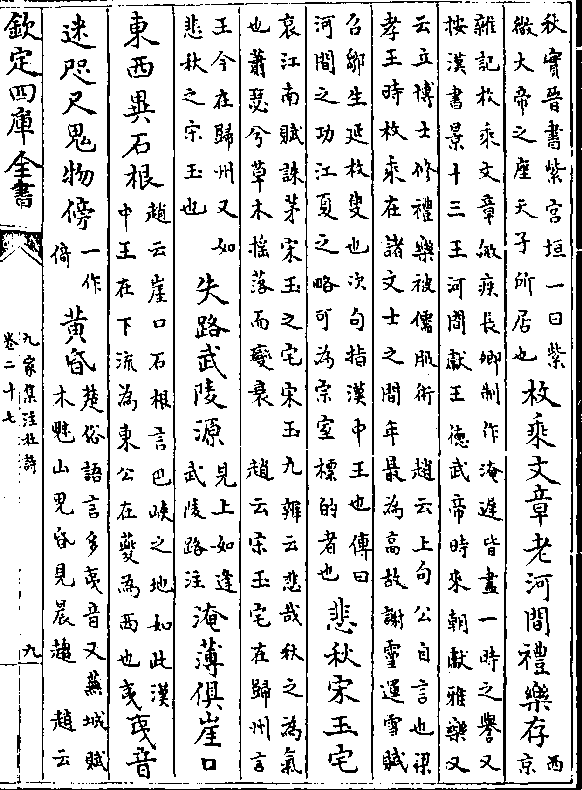 秋實晉書紫宮垣一曰紫
微大帝之座天子所居也
枚乘文章老河間禮樂存
西
京
雜記枚乘文章敏疾長卿制作淹遲皆盡一時之譽又
按漢書景十三王河間獻王德武帝時來朝獻雅樂又
云立博士修禮樂被儒服術 趙云上句公自言也梁
孝王時枚乘在諸文士之間年最為高故謝靈運雪賦
召鄒生延枚叟也次句指漢中王也傳曰
河間之功江夏之略可為宗室標的者也
悲秋宋玉宅
哀江南賦誅茅宋玉之宅宋玉九辯云悲哉秋之為氣
也蕭瑟兮草木摇落而變衰 趙云宋玉宅在歸州言
王今在歸州又如
悲秋之宋玉也
失路武陵源
見上如逢
武陵路注
淹薄俱崖口
東西異石根
趙云崖口石根言巴峽之地如此漢
中王在下流為東公在夔為西也夷
夷音
迷咫尺鬼物傍
一作
倚
黄昏
楚俗語言多夷音又蕪城賦
木魅山鬼昏見晨趨 趙云
欽定四庫全書
九家集注杜詩
卷二十七
九